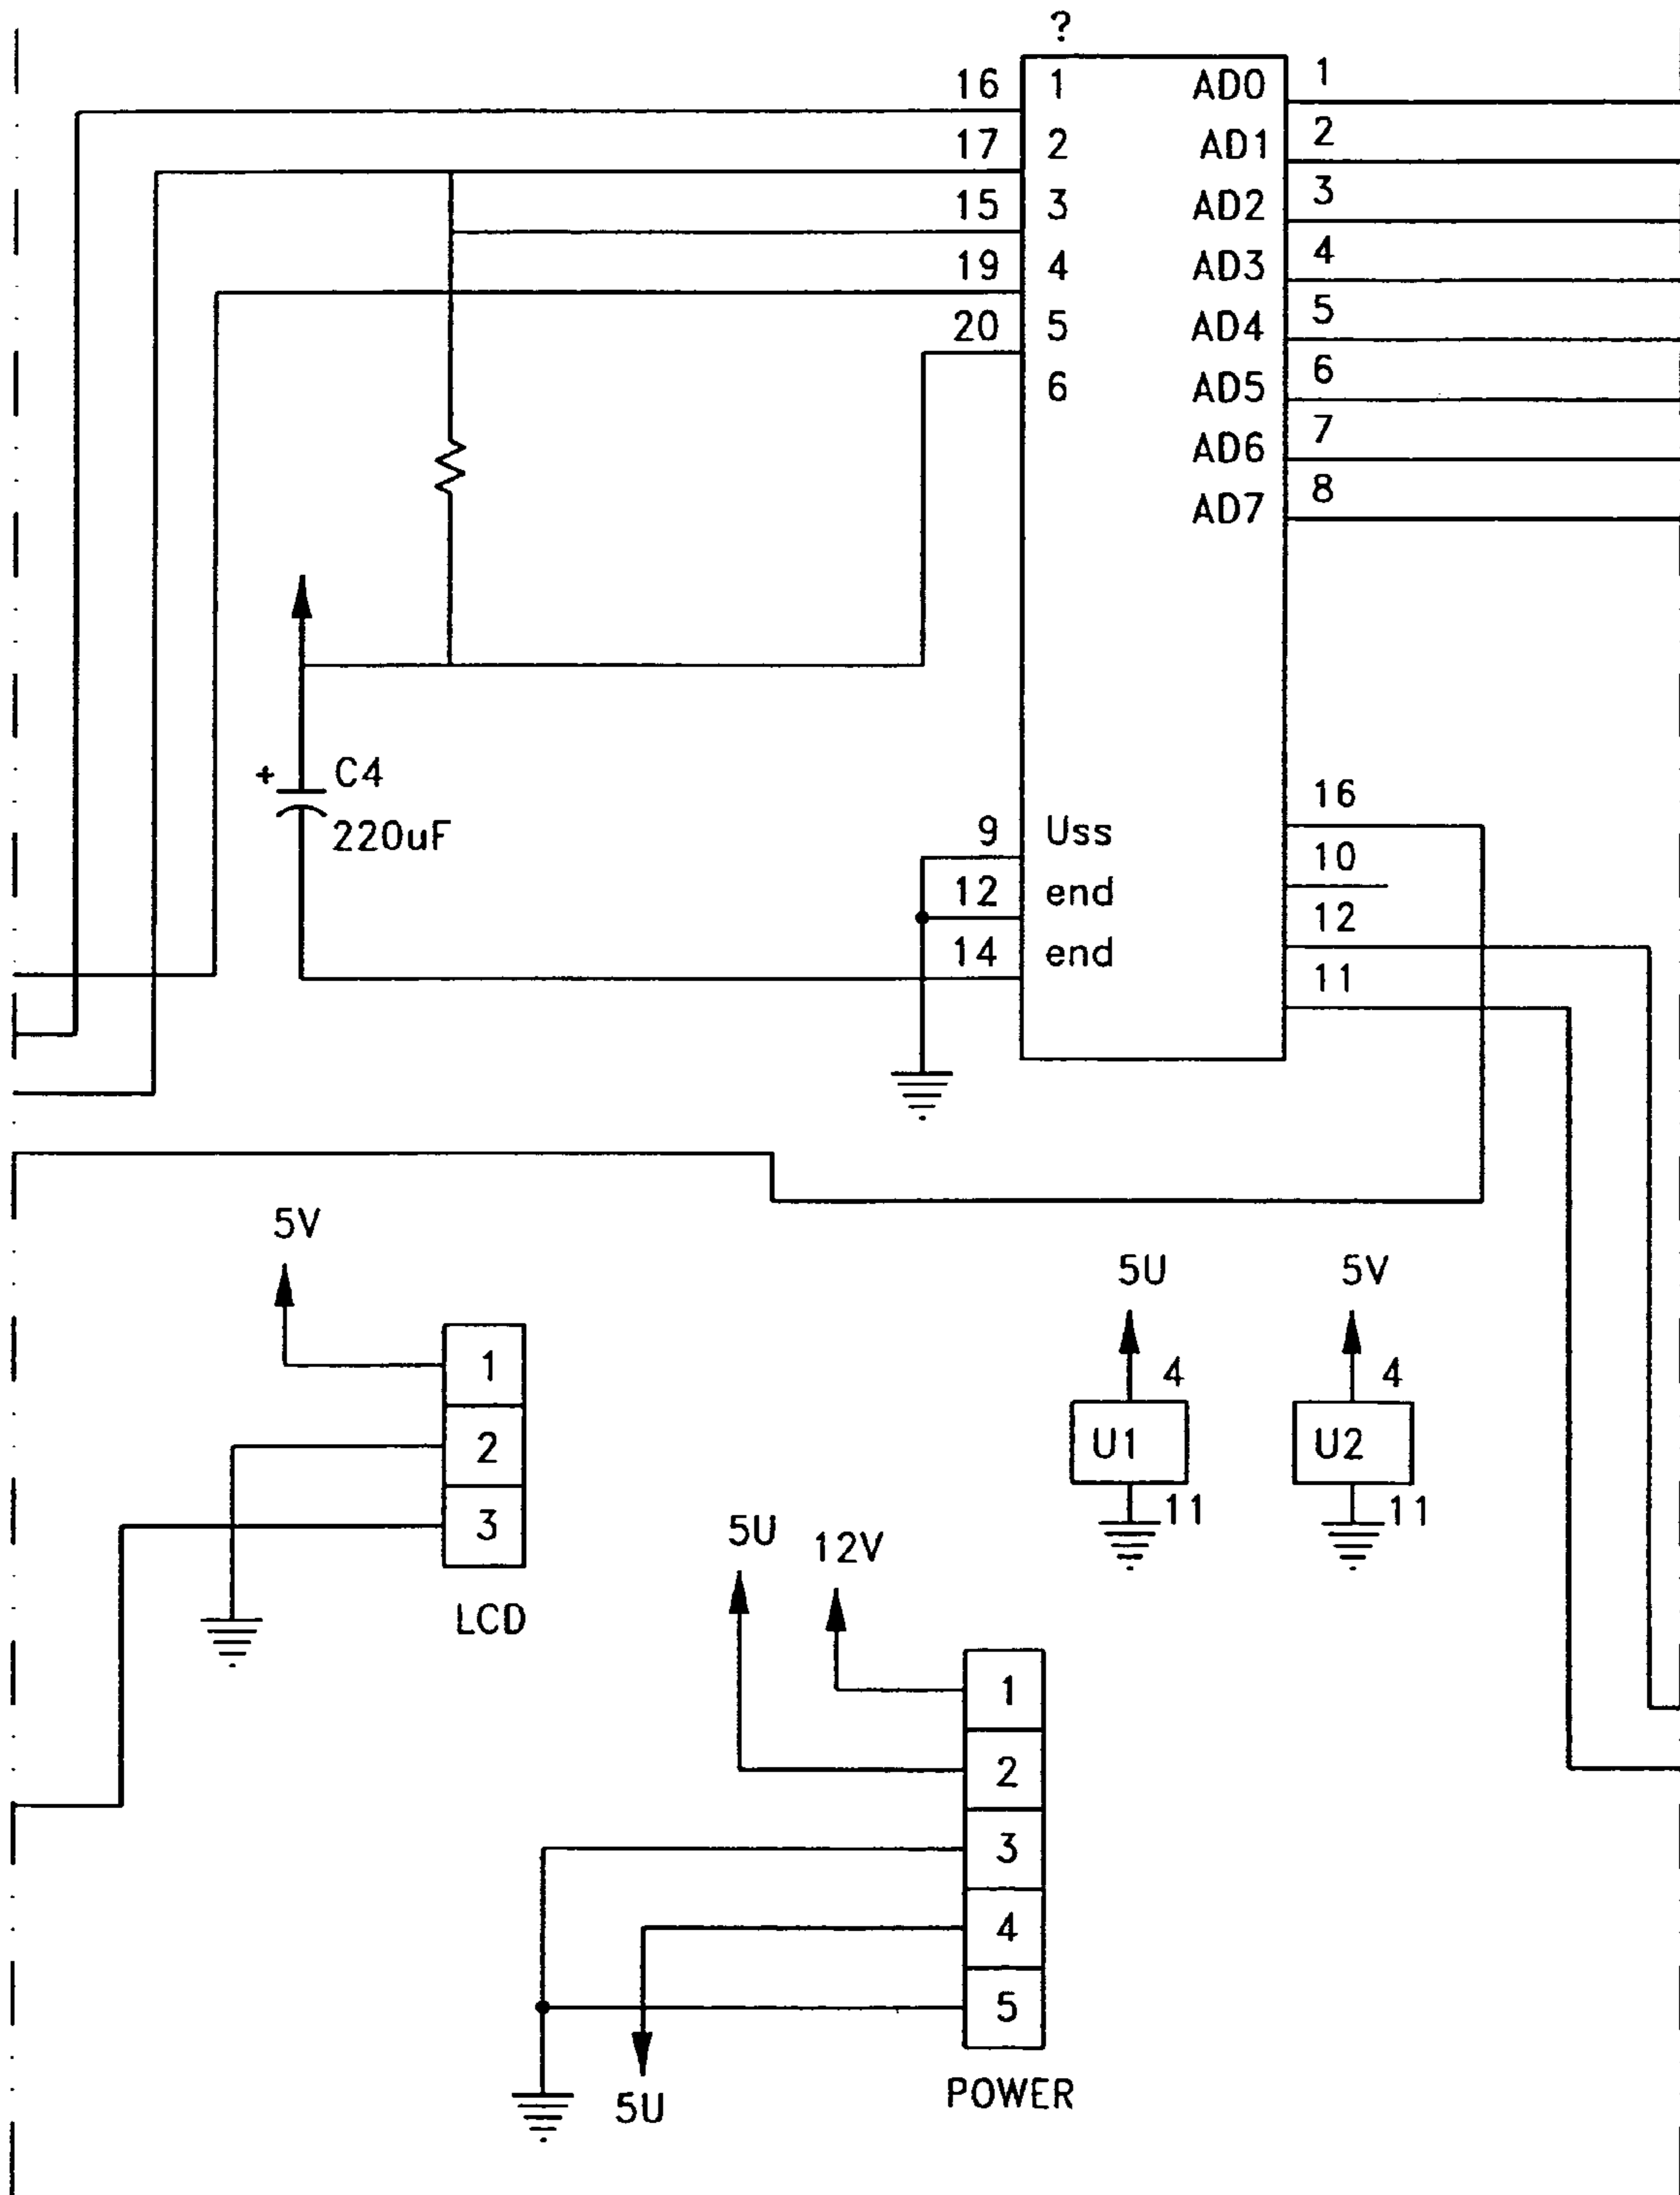 ?
16 1 AD0 1
17 2 AD1 2
15 3 AD2 3
19 4 AD3 4
20 5 AD4 5
6 AD5 6
AD6 7
AD7 8
+ C4
220uF
16
9 Uss
10
12 end
12
14 end
11
5V
5U 5V
1
4 4
2
U1 U2
3
11 11
5U 12V
LCD
1
2
3
4
5
5U
POWER